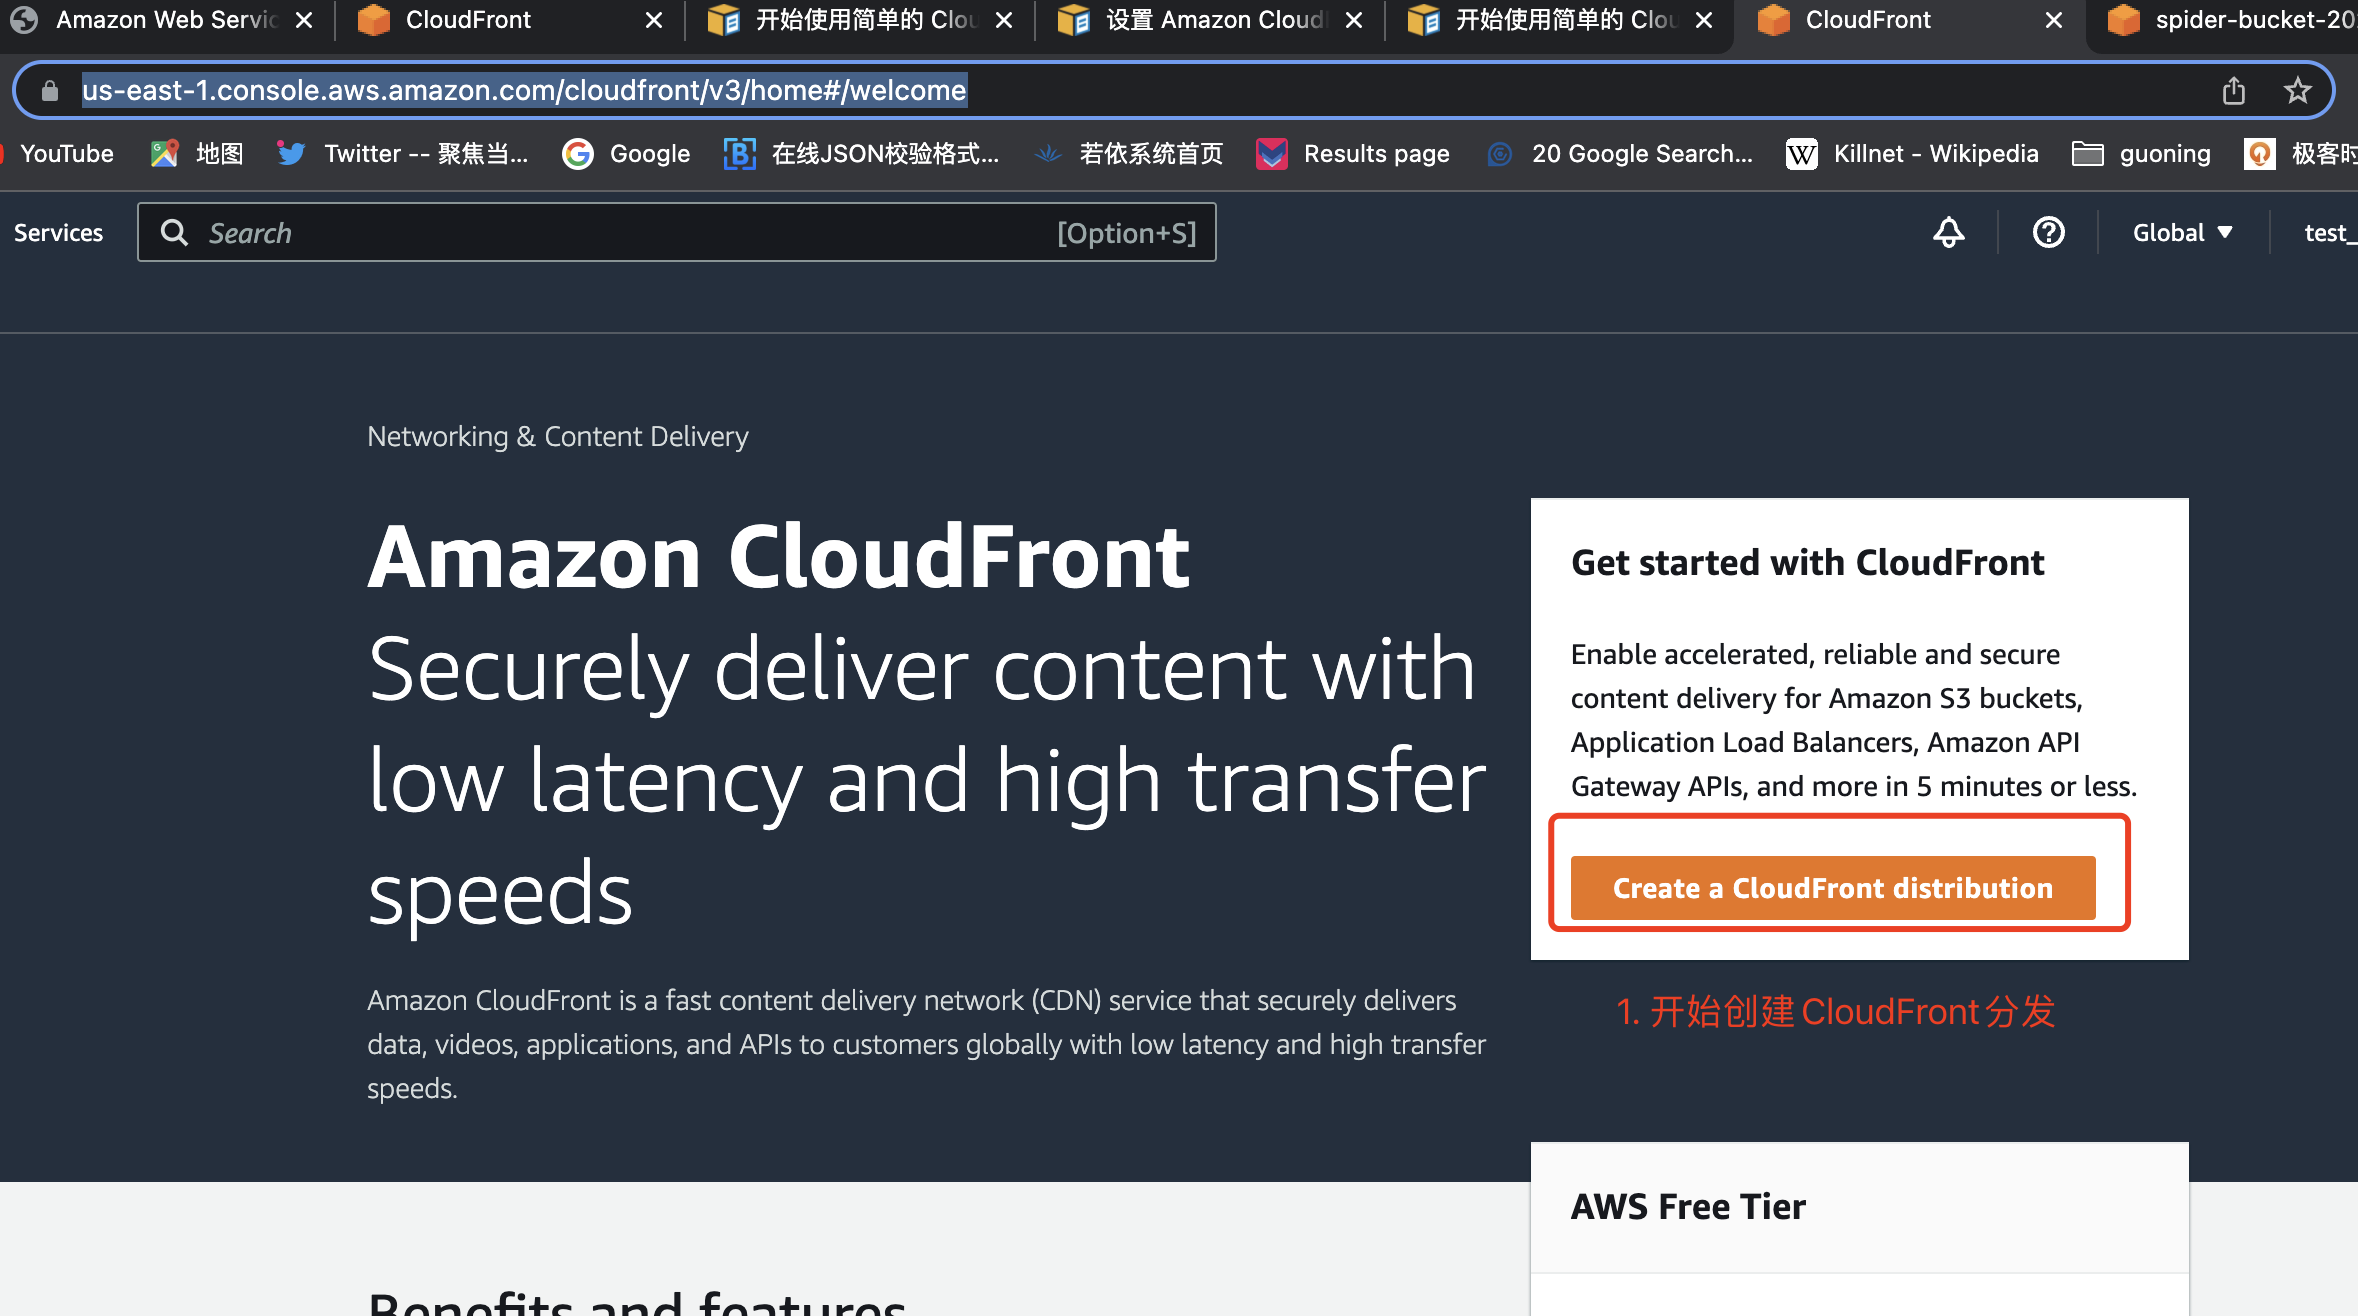 Amazon Web Servic
CloudFront
开始使用简单的 Clou
设置 Amazon Cloud
开始使用简单的 Clou
CloudFront
spider-bucket-20
us-east-1.console.aws.amazon.com/cloudfront/v3/home#/welcome
YouTube
地图
Twitter -- 聚焦当...
Google
在线JSON校验格式...
若依系统首页
Results page
20 Google Search...
Killnet - Wikipedia
guoning
极客时
Services
Search
[Option+S]
Global
test_
Networking & Content Delivery
Amazon CloudFront
Securely deliver content with
low latency and high transfer
speeds
Amazon CloudFront is a fast content delivery network (CDN) service that securely delivers
data, videos, applications, and APIs to customers globally with low latency and high transfer
speeds.
Get started with CloudFront
Enable accelerated, reliable and secure
content delivery for Amazon S3 buckets,
Application Load Balancers, Amazon API
Gateway APIs, and more in 5 minutes or less.
Create a CloudFront distribution
1. 开始创建CloudFront分发
AWS Free Tier
Benefits and features